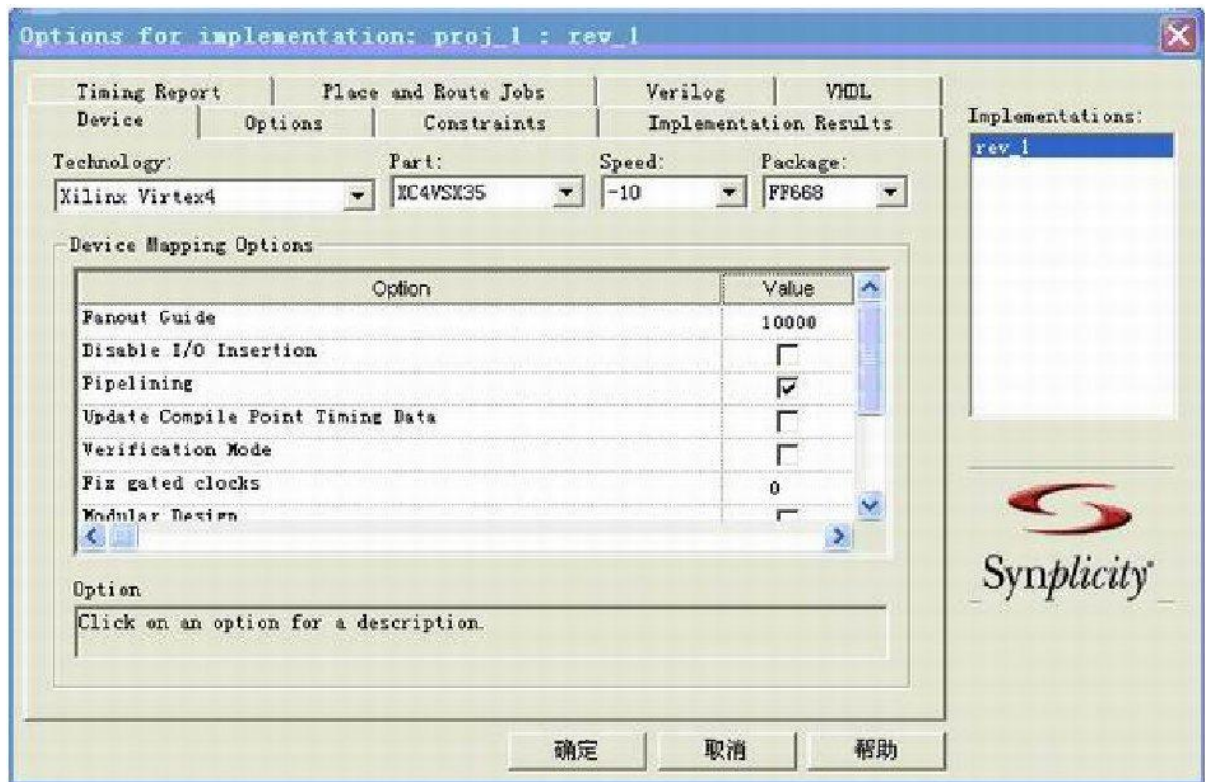 Options for implementation: proj_1 : rev_1
Timing Report Place and Route Jobs Verilog VHDL
Device Options Constraints Implementation Results
Implementations:
rev_1
Technology: Part: Speed: Package:
Xilinx Virtex4 XC4VSX35 -10 FF668
Device Mapping Options
Option Value
Fanout Guide 10000
Disable I/O Insertion
Pipelining
Update Compile Point Timing Data
Verification Mode
Fix gated clocks 0
Modular Design
Option
Click on an option for a description.
Synplicity®
确定 取消 帮助